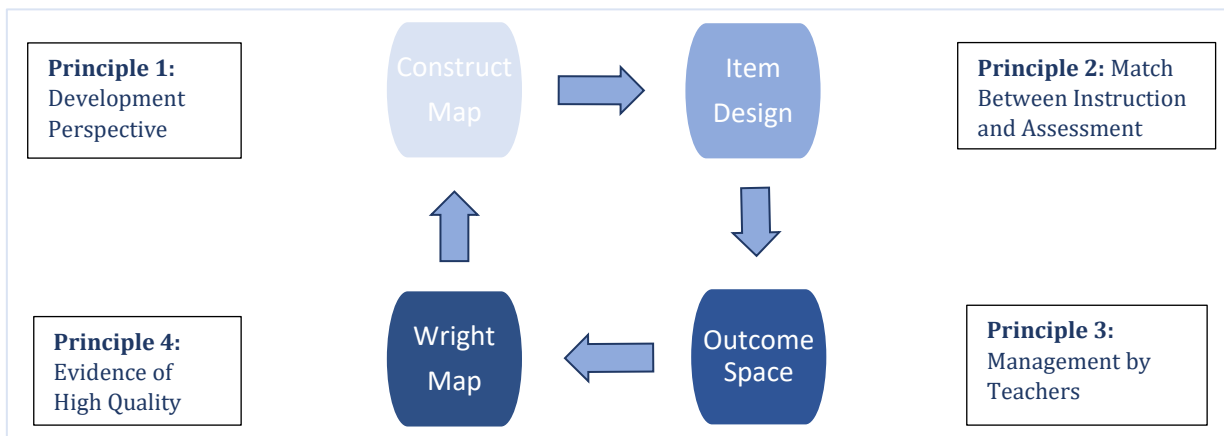 Principle 1:
Development
Perspective
Construct
Map
Item
Design
Principle 2: Match
Between Instruction
and Assessment
Principle 4:
Evidence of
High Quality
Wright
Map
Outcome
Space
Principle 3:
Management by
Teachers